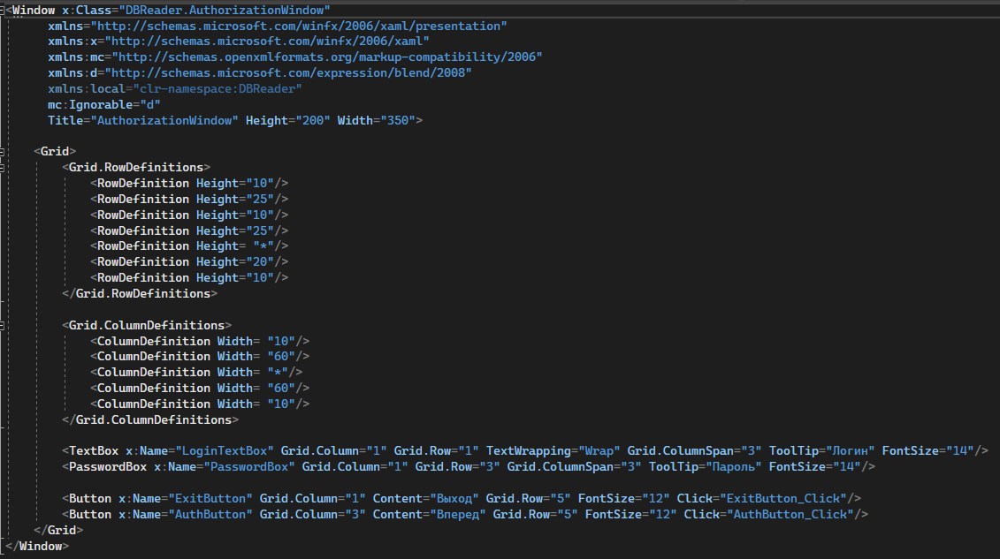 <Window x:Class="DBReader.AuthorizationWindow"
xmlns="http://schemas.microsoft.com/winfx/2006/xaml/presentation"
xmlns:x="http://schemas.microsoft.com/winfx/2006/xaml"
xmlns:mc="http://schemas.openxmlformats.org/markup-compatibility/2006"
xmlns:d="http://schemas.microsoft.com/expression/blend/2008"
xmlns:local="clr-namespace:DBReader"
mc:Ignorable="d"
Title="AuthorizationWindow" Height="200" Width="350">
<Grid>
<Grid.RowDefinitions>
<RowDefinition Height="10"/>
<RowDefinition Height="25"/>
<RowDefinition Height="10"/>
<RowDefinition Height="25"/>
<RowDefinition Height= "*"/>
<RowDefinition Height="20"/>
<RowDefinition Height="10"/>
</Grid.RowDefinitions>
<Grid.ColumnDefinitions>
<ColumnDefinition Width= "10"/>
<ColumnDefinition Width= "60"/>
<ColumnDefinition Width= "*"/>
<ColumnDefinition Width= "60"/>
<ColumnDefinition Width= "10"/>
</Grid.ColumnDefinitions>
<TextBox x:Name="LoginTextBox" Grid.Column="1" Grid.Row="1" TextWrapping="Wrap" Grid.ColumnSpan="3" ToolTip="Логин" FontSize="14"/>
<PasswordBox x:Name="PasswordBox" Grid.Column="1" Grid.Row="3" Grid.ColumnSpan="3" ToolTip="Пароль" FontSize="14"/>
<Button x:Name="ExitButton" Grid.Column="1" Content="Выход" Grid.Row="5" FontSize="12" Click="ExitButton_Click"/>
<Button x:Name="AuthButton" Grid.Column="3" Content="Вперед" Grid.Row="5" FontSize="12" Click="AuthButton_Click"/>
</Grid>
</Window>